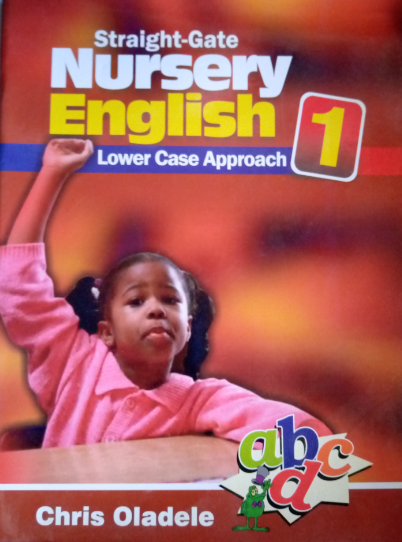 Straight-Gate
Nursery
English
1
Lower Case Approach
abc
d
Chris Oladele